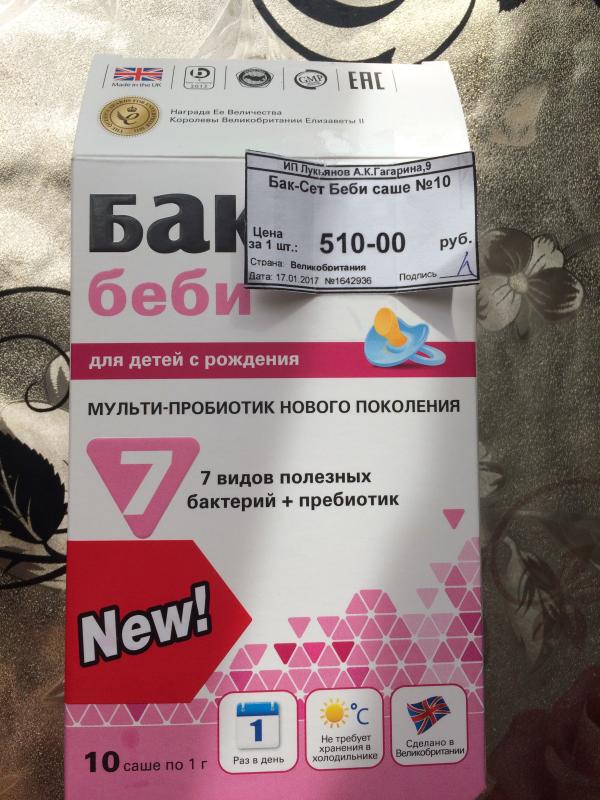 Made in the UK
2013
GMP
EAC
Награда Ее Величества
Королевы Великобритании Елизаветы II
ИП Лукьянов А.К.Гагарина,9
Бак-Сет Беби саше №10
Цена
за 1 шт.: 510-00 руб.
Страна: Великобритания
Дата: 17.01.2017 №1642936 Подпись
Бак
беби
для детей с рождения
МУЛЬТИ-ПРОБИОТИК НОВОГО ПОКОЛЕНИЯ
7
7 видов полезных
бактерий + пребиотик
New!
1
°C
Раз в день
Не требует
хранения в
холодильнике
Сделано в
Великобритании
10 саше по 1 г